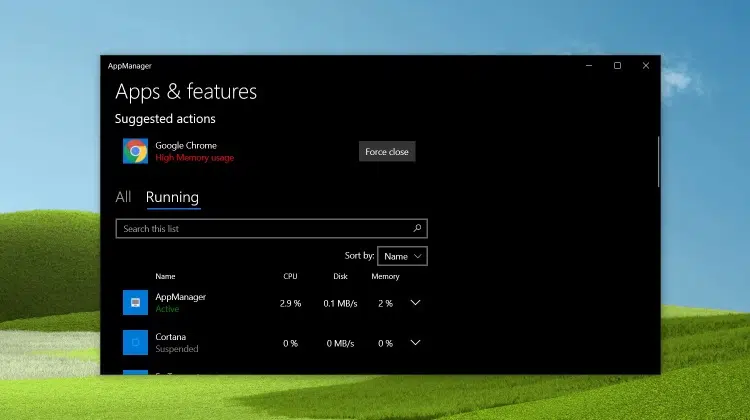 AppManager
Apps & features
Suggested actions
Google Chrome
High Memory usage
Force close
All Running
Search this list
Sort by: Name
Name CPU Disk Memory
AppManager
Active
2.9 % 0.1 MB/s 2 %
Cortana
Suspended
0 % 0 MB/s 0 %